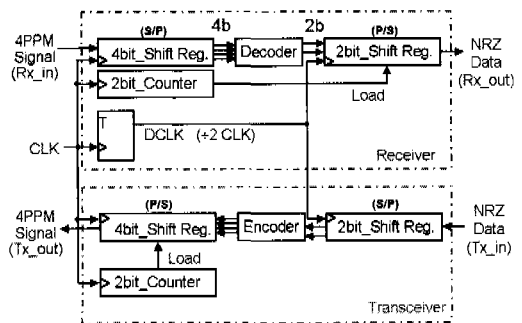 (S/P)
4b
2b
(P/S)
4PPM
Signal
(Rx_in)
4bit_Shift Reg.
Decoder
2bit_Shift Reg.
NRZ
Data
(Rx_out)
2bit_Counter
Load
T
DCLK (÷2 CLK)
CLK
Receiver
(P/S)
(S/P)
4PPM
Signal
(Tx_out)
4bit_Shift Reg.
Encoder
2bit_Shift Reg.
NRZ
Data
(Tx_in)
Load
2bit_Counter
Transceiver